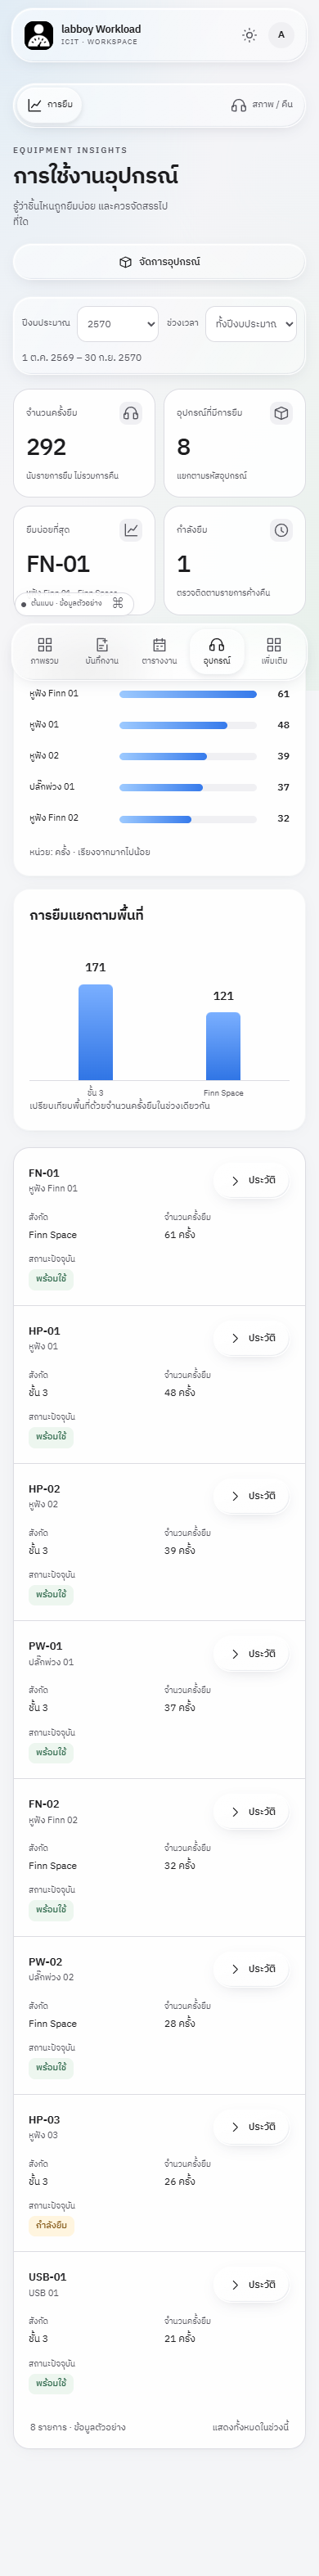 labboy Workload
ICIT · WORKSPACE
A
การยืม
สภาพ / คืน
EQUIPMENT INSIGHTS
การใช้งานอุปกรณ์
รู้ว่าชิ้นไหนถูกยืมบ่อย และควรจัดสรรไป
ที่ใด
จัดการอุปกรณ์
ปีงบประมาณ 2570 ช่วงเวลา ทั้งปีงบประมาณ
1 ต.ค. 2569 – 30 ก.ย. 2570
จำนวนครั้งยืม
292
นับรายการยืม ไม่รวมการคืน
อุปกรณ์ที่มีการยืม
8
แยกตามรหัสอุปกรณ์
ยืมบ่อยที่สุด
FN-01
กำลังยืม
1
ตรวจติดตามรายการค้างคืน
ต้นแบบ · ข้อมูลตัวอย่าง ⌘
ภาพรวม
บันทึกงาน
ตารางงาน
อุปกรณ์
เพิ่มเติม
หูฟัง Finn 01 61
หูฟัง 01 48
หูฟัง 02 39
ปลั๊กพ่วง 01 37
หูฟัง Finn 02 32
หน่วย: ครั้ง · เรียงจากมากไปน้อย
การยืมแยกตามพื้นที่
171
121
ชั้น 3
Finn Space
เปรียบเทียบพื้นที่ด้วยจำนวนครั้งยืมในช่วงเดียวกัน
FN-01
หูฟัง Finn 01
ประวัติ
สังกัด
Finn Space
จำนวนครั้งยืม
61 ครั้ง
สถานะปัจจุบัน
พร้อมใช้
HP-01
หูฟัง 01
ประวัติ
สังกัด
ชั้น 3
จำนวนครั้งยืม
48 ครั้ง
สถานะปัจจุบัน
พร้อมใช้
HP-02
หูฟัง 02
ประวัติ
สังกัด
ชั้น 3
จำนวนครั้งยืม
39 ครั้ง
สถานะปัจจุบัน
พร้อมใช้
PW-01
ปลั๊กพ่วง 01
ประวัติ
สังกัด
ชั้น 3
จำนวนครั้งยืม
37 ครั้ง
สถานะปัจจุบัน
พร้อมใช้
FN-02
หูฟัง Finn 02
ประวัติ
สังกัด
Finn Space
จำนวนครั้งยืม
32 ครั้ง
สถานะปัจจุบัน
พร้อมใช้
PW-02
ปลั๊กพ่วง 02
ประวัติ
สังกัด
Finn Space
จำนวนครั้งยืม
28 ครั้ง
สถานะปัจจุบัน
พร้อมใช้
HP-03
หูฟัง 03
ประวัติ
สังกัด
ชั้น 3
จำนวนครั้งยืม
26 ครั้ง
สถานะปัจจุบัน
กำลังยืม
USB-01
USB 01
ประวัติ
สังกัด
ชั้น 3
จำนวนครั้งยืม
21 ครั้ง
สถานะปัจจุบัน
พร้อมใช้
8 รายการ · ข้อมูลตัวอย่าง
แสดงทั้งหมดในช่วงนี้